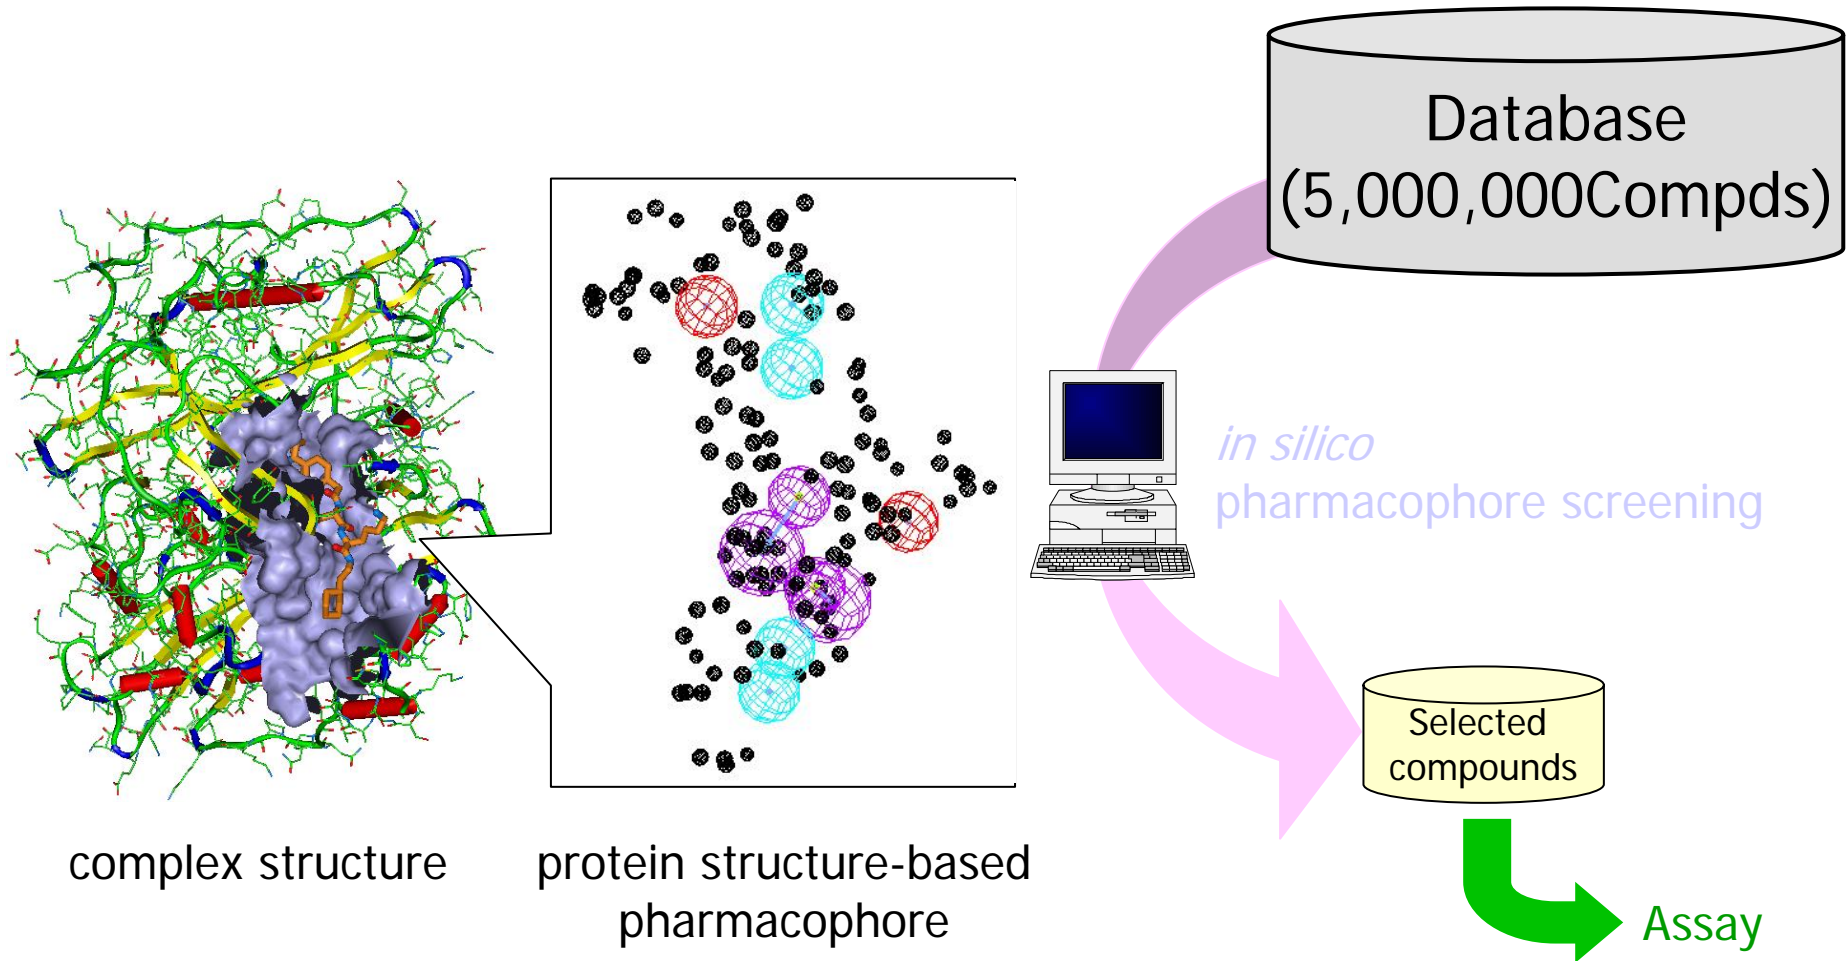 Database
(5,000,000Compds)
in silico
pharmacophore screening
Selected
compounds
complex structure
protein structure-based
pharmacophore
Assay